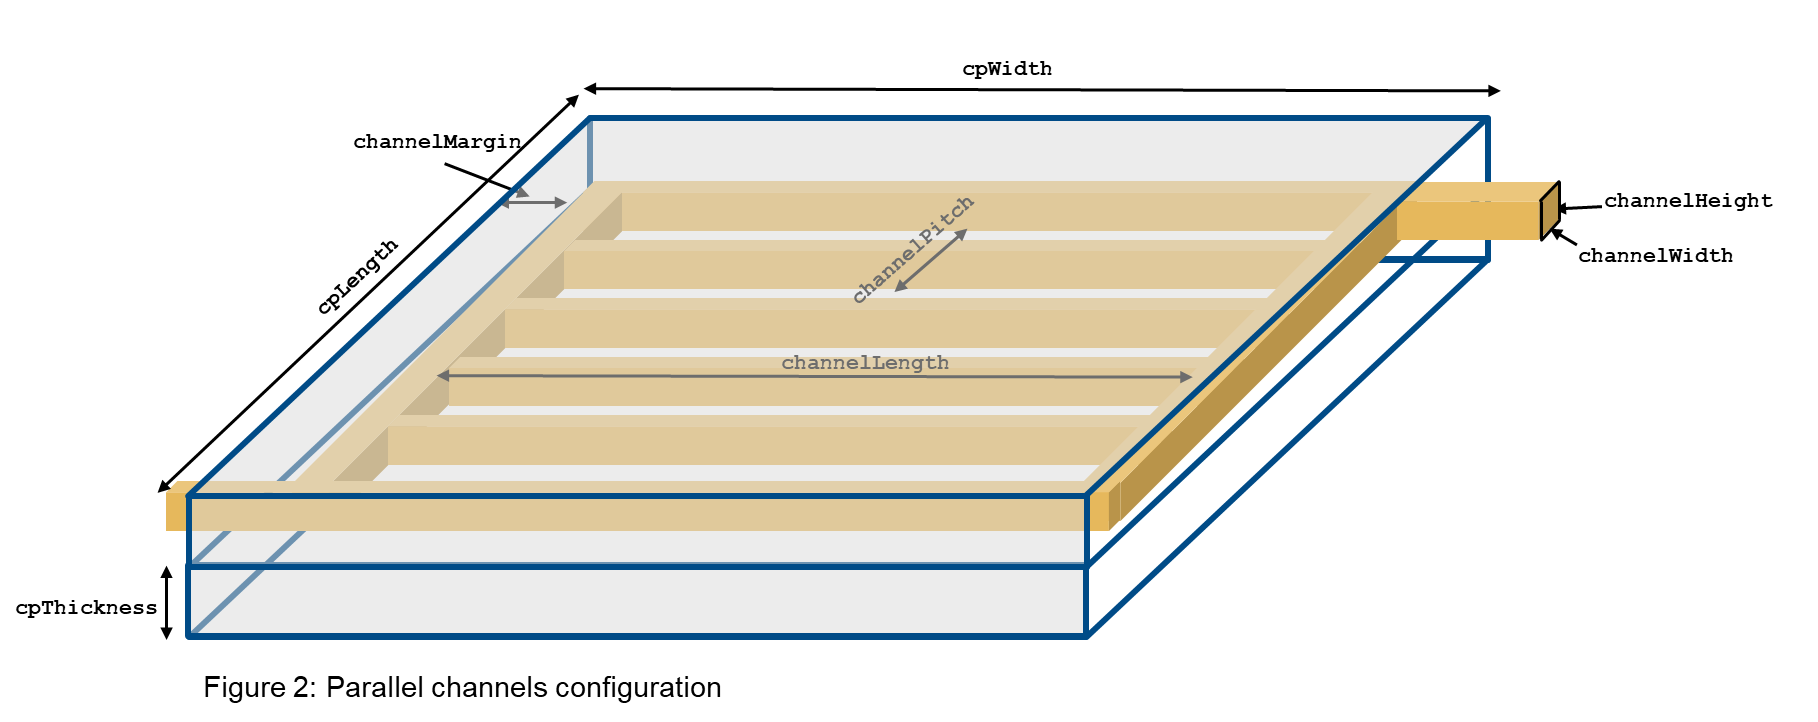 cpWidth
channelMargin
channelHeight
channelPitch
channelWidth
cpLength
channelLength
cpThickness
Figure 2: Parallel channels configuration